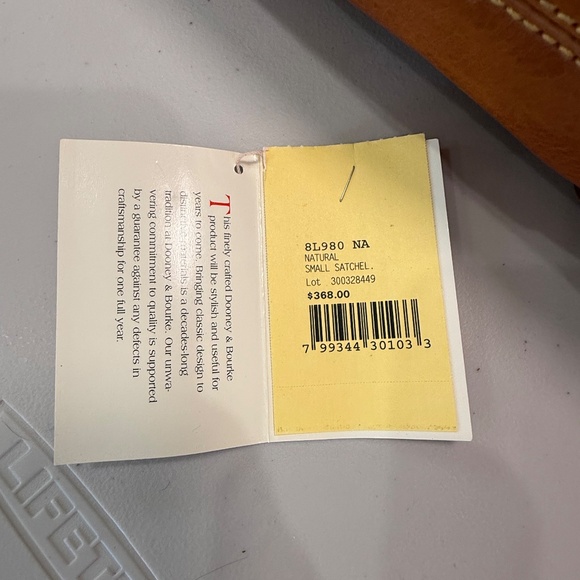 This finely crafted Dooney & Bourke
product will be stylish and useful for
years to come. Bringing classic design to
distinctive materials is a decades-long
tradition at Dooney & Bourke. Our unwa-
vering commitment to quality is supported
by a guarantee against any defects in
craftsmanship for one full year.
8L980 NA
NATURAL
SMALL SATCHEL.
Lot 300328449
$368.00
7 99344 30103 3
LIFET